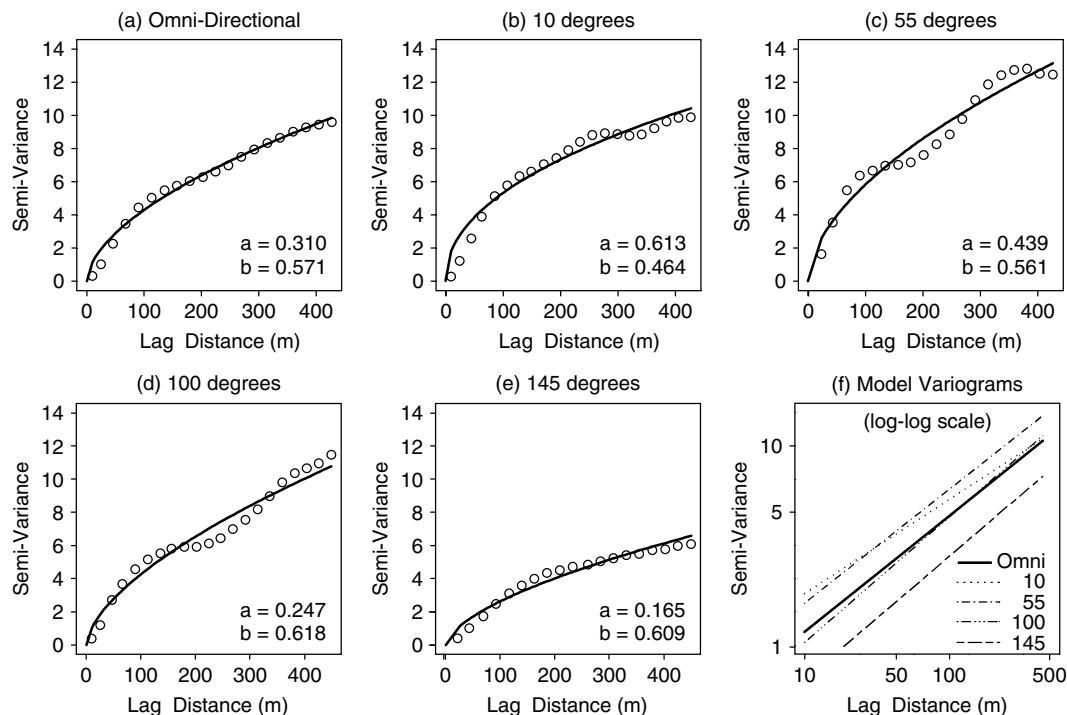 (a) Omni-Directional
14
12
10
8
6
4
2
0
Semi-Variance
a = 0.310
b = 0.571
0 100 200 300 400
Lag Distance (m)
(b) 10 degrees
14
12
10
8
6
4
2
0
Semi-Variance
a = 0.613
b = 0.464
0 100 200 300 400
Lag Distance (m)
(c) 55 degrees
14
12
10
8
6
4
2
0
Semi-Variance
a = 0.439
b = 0.561
0 100 200 300 400
Lag Distance (m)
(d) 100 degrees
14
12
10
8
6
4
2
0
Semi-Variance
a = 0.247
b = 0.618
0 100 200 300 400
Lag Distance (m)
(e) 145 degrees
14
12
10
8
6
4
2
0
Semi-Variance
a = 0.165
b = 0.609
0 100 200 300 400
Lag Distance (m)
(f) Model Variograms
(log-log scale)
10
5
1
Semi-Variance
Omni
10
55
100
145
10 50 100 500
Lag Distance (m)